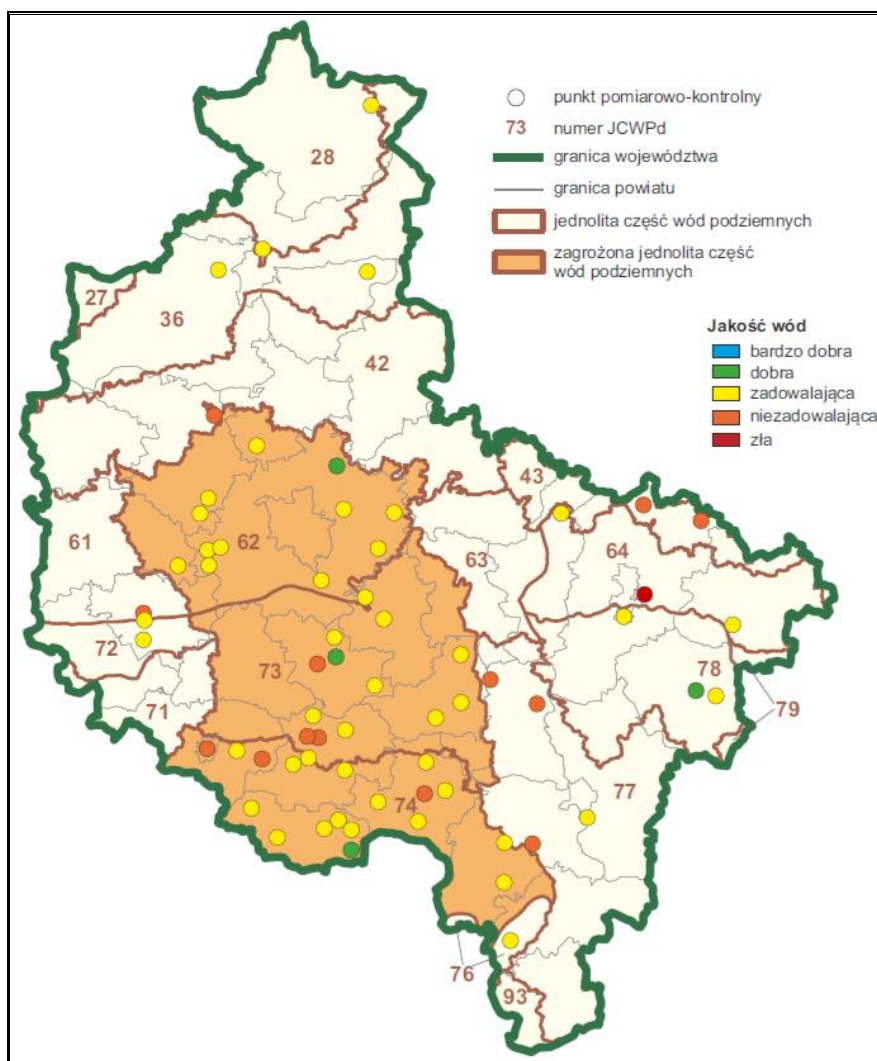 punkt pomiarowo-kontrolny
73 numer JCWPd
granica województwa
granica powiatu
jednolita część wód podziemnych
zagrożona jednolita część
wód podziemnych
Jakość wód
bardzo dobra
dobra
zadowalająca
niezadowalająca
zła
28
27
36
42
43
61
62
63
64
72
73
78
71
79
77
74
76
93